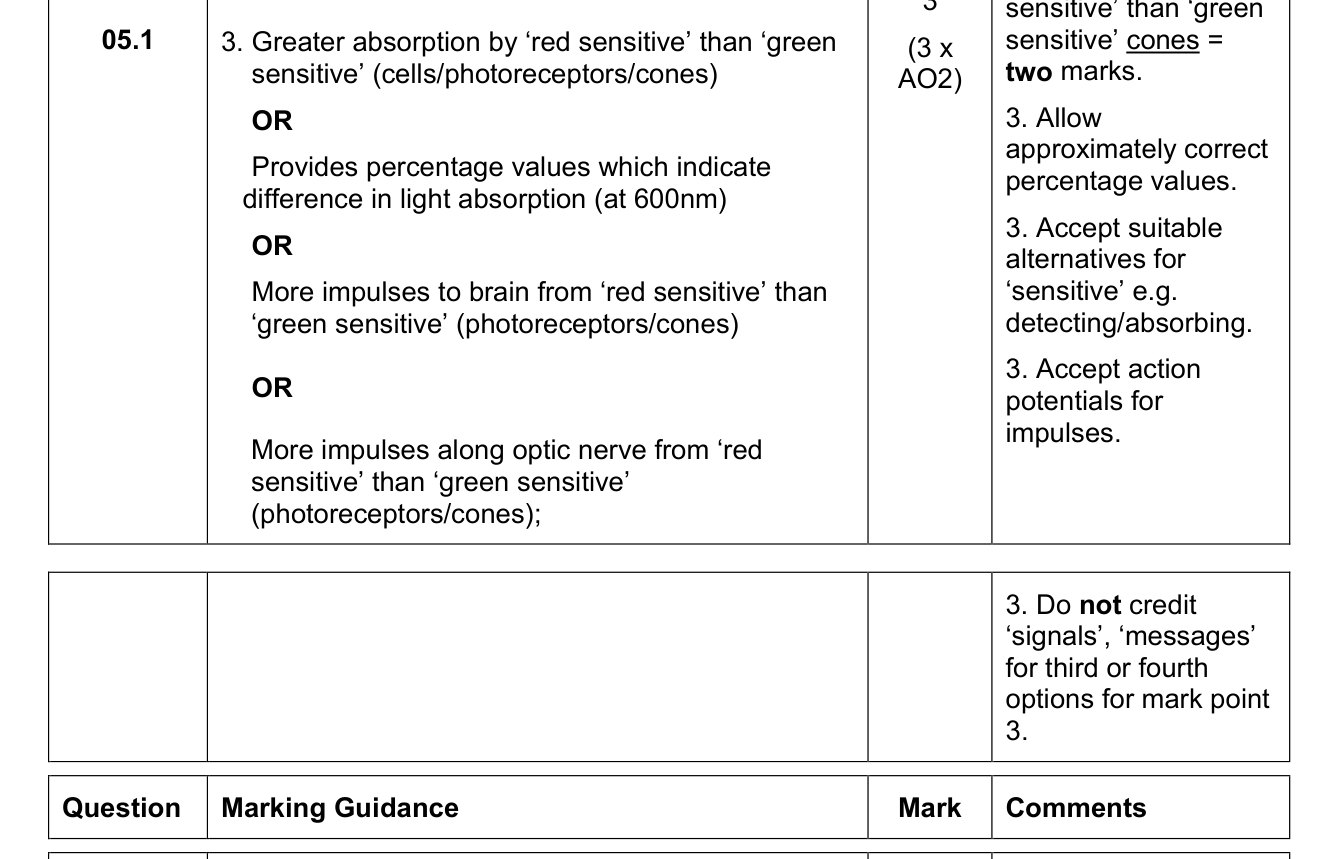 05.1
3. Greater absorption by ‘red sensitive’ than ‘green
sensitive’ (cells/photoreceptors/cones)
OR
Provides percentage values which indicate
difference in light absorption (at 600nm)
OR
More impulses to brain from ‘red sensitive’ than
‘green sensitive’ (photoreceptors/cones)
OR
More impulses along optic nerve from ‘red
sensitive’ than ‘green sensitive’
(photoreceptors/cones);
3
(3 x
AO2)
sensitive’ than ‘green
sensitive’ cones =
two marks.
3. Allow
approximately correct
percentage values.
3. Accept suitable
alternatives for
‘sensitive’ e.g.
detecting/absorbing.
3. Accept action
potentials for
impulses.
3. Do not credit
‘signals’, ‘messages’
for third or fourth
options for mark point
3.
Question Marking Guidance Mark Comments